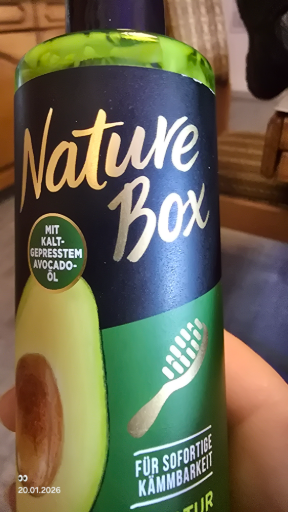 Nature
Box
MIT
KALT-
GEPRESSTEM
AVOCADO-
ÖL
FÜR SOFORTIGE
KÄMMBARKEIT
20.01.2026